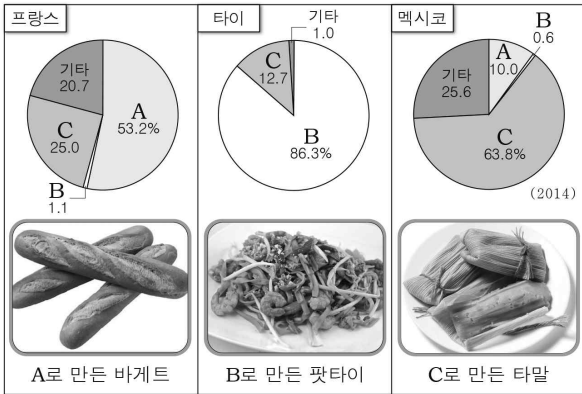 프랑스
기타
20.7
A
53.2%
C
25.0
B
1.1
타이
기타
1.0
C
12.7
B
86.3%
멕시코
B
0.6
A
10.0
기타
25.6
C
63.8%
(2014)
A로 만든 바게트
B로 만든 팟타이
C로 만든 타말